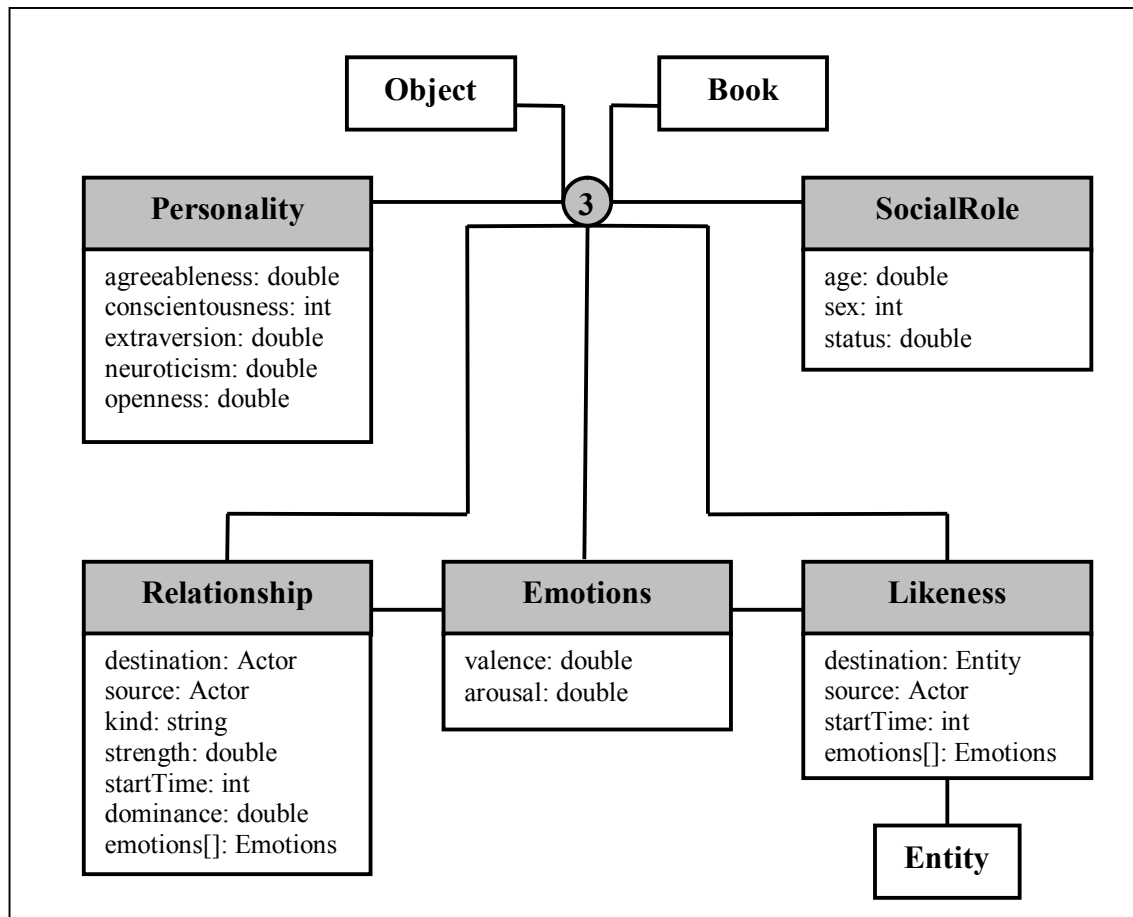 Object
Book
3
Personality
agreeableness: double
conscientousness: int
extraversion: double
neuroticism: double
openness: double
SocialRole
age: double
sex: int
status: double
Relationship
destination: Actor
source: Actor
kind: string
strength: double
startTime: int
dominance: double
emotions[]: Emotions
Emotions
valence: double
arousal: double
Likeness
destination: Entity
source: Actor
startTime: int
emotions[]: Emotions
Entity